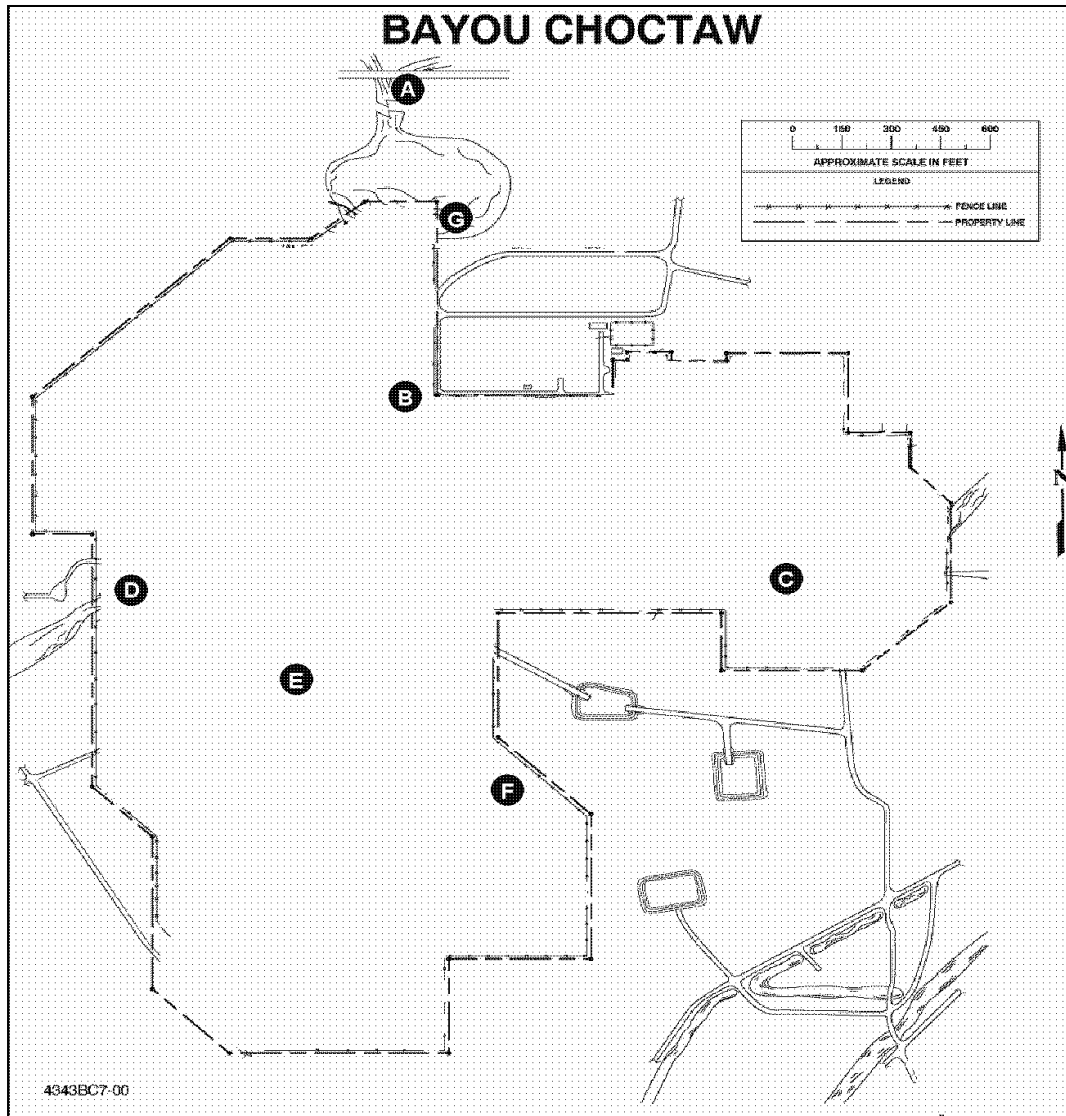 BAYOU CHOCTAW
A
0 150 300 450 600
APPROXIMATE SCALE IN FEET
LEGEND
FENCE LINE
PROPERTY LINE
G
B
N
C
D
E
F
4343BC7-00